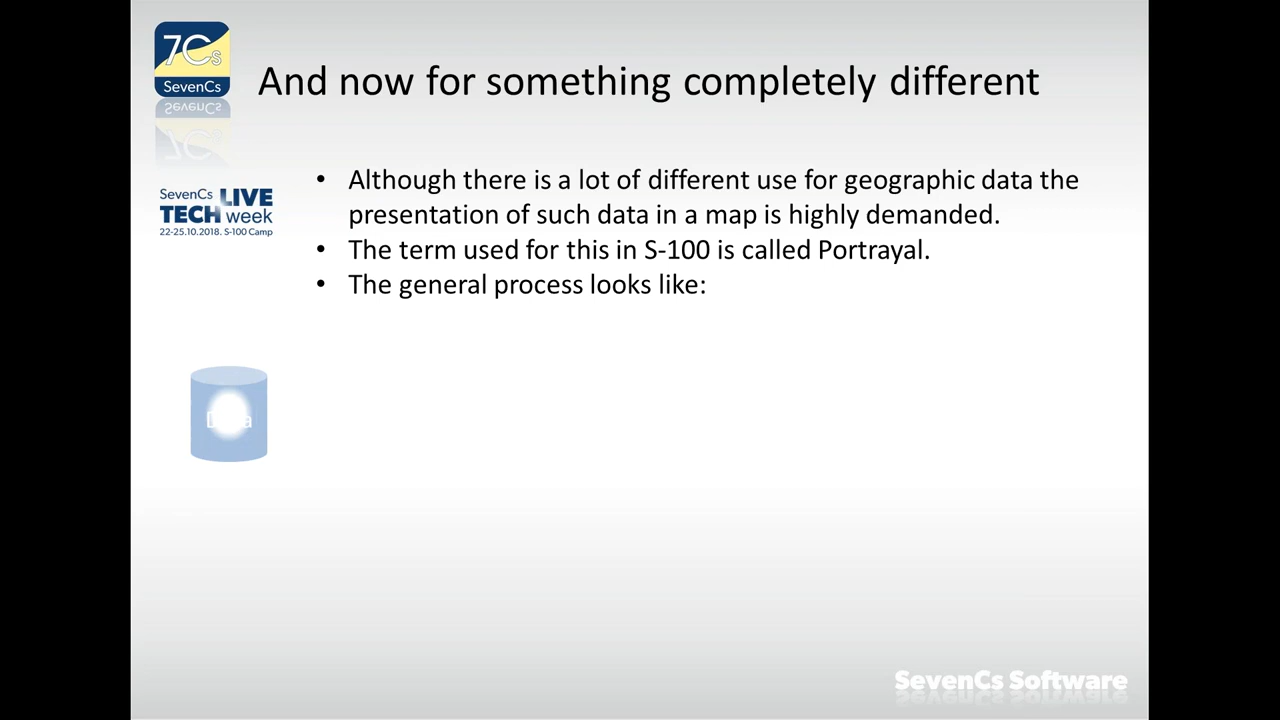 7Cs
SevenCs
And now for something completely different
SevenCs LIVE
TECH week
22-25.10.2018. S-100 Camp
• Although there is a lot of different use for geographic data the
presentation of such data in a map is highly demanded.
• The term used for this in S-100 is called Portrayal.
• The general process looks like:
SevenCs Software